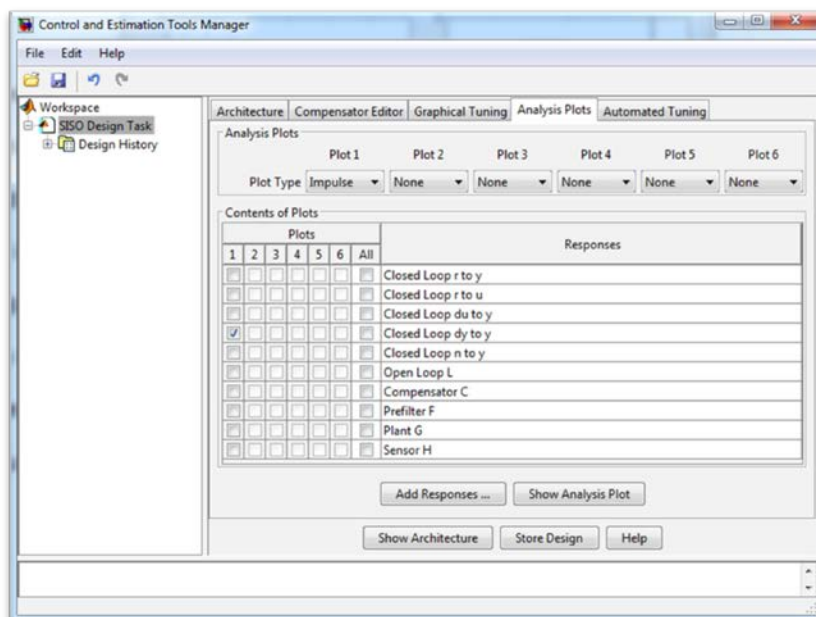 Control and Estimation Tools Manager
File Edit Help
Workspace
SISO Design Task
Design History
Architecture Compensator Editor Graphical Tuning Analysis Plots Automated Tuning
Analysis Plots
Plot 1 Plot 2 Plot 3 Plot 4 Plot 5 Plot 6
Plot Type Impulse None None None None None
Contents of Plots
Plots Responses
1 2 3 4 5 6 All
Closed Loop r to y
Closed Loop r to u
Closed Loop du to y
Closed Loop dy to y
Closed Loop n to y
Open Loop L
Compensator C
Prefilter F
Plant G
Sensor H
Add Responses ... Show Analysis Plot
Show Architecture Store Design Help